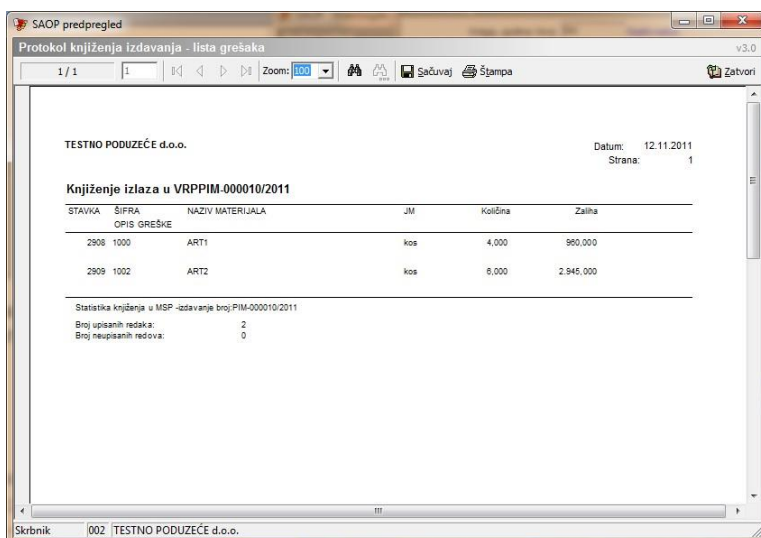 SAOP predpregled
Protokol knjiženja izdavanja - lista grešaka v3.0
1 / 1 1 Zoom: 100 Sačuvaj Štampa Zatvori
TESTNO PODUZEĆE d.o.o.
Datum: 12.11.2011
Strana: 1
Knjiženje izlaza u VRPPIM-000010/2011
STAVKA ŠIFRA NAZIV MATERIJALA JM Količina Zaliha
OPIS GREŠKE
2908 1000 ART1 kos 4,000 960,000
2909 1002 ART2 kos 6,000 2.945,000
Statistika knjiženja u MSP -izdavanje broj:PIM-000010/2011
Broj upisanih redaka: 2
Broj neupisanih redova: 0
Skrbnik 002 TESTNO PODUZEĆE d.o.o.